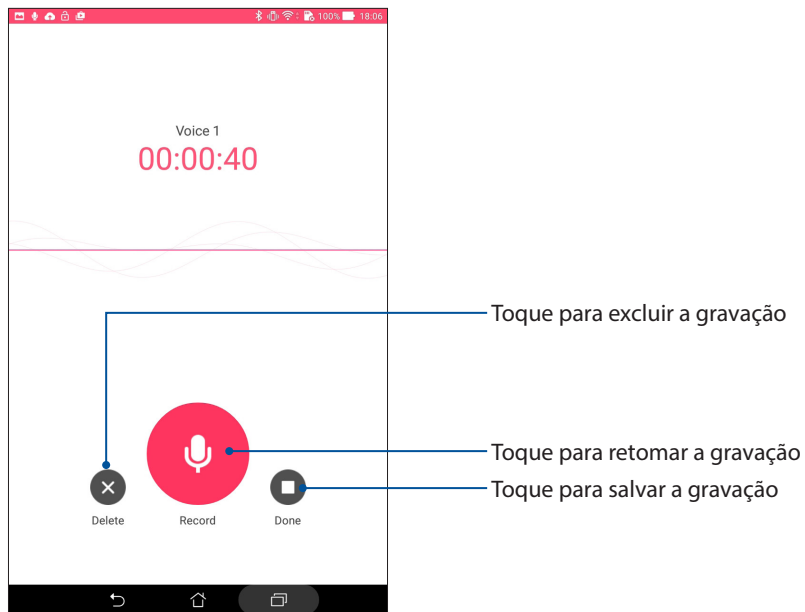 100% 18:06
Voice 1
00:00:40
Toque para excluir a gravação
Toque para retomar a gravação
Toque para salvar a gravação
Delete Record Done